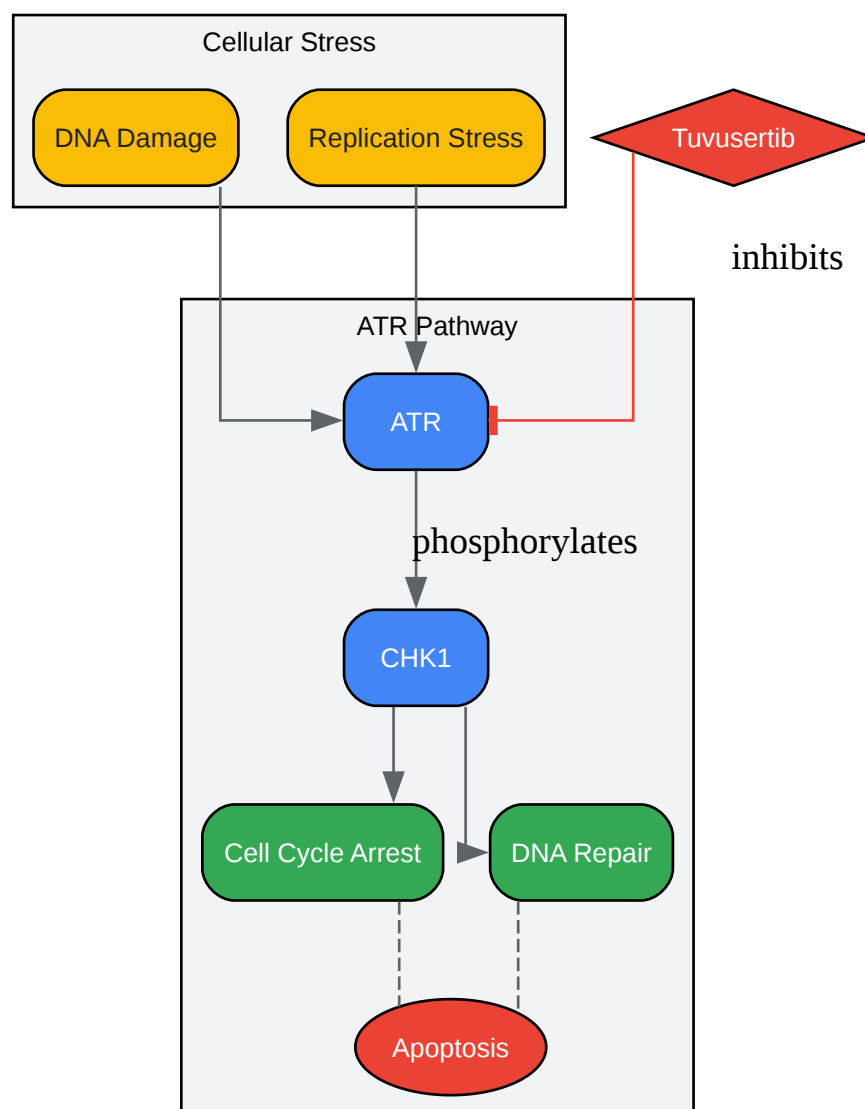 Cellular Stress
DNA Damage
Replication Stress
Tuvusertib
inhibits
ATR Pathway
ATR
phosphorylates
CHK1
Cell Cycle Arrest
DNA Repair
Apoptosis